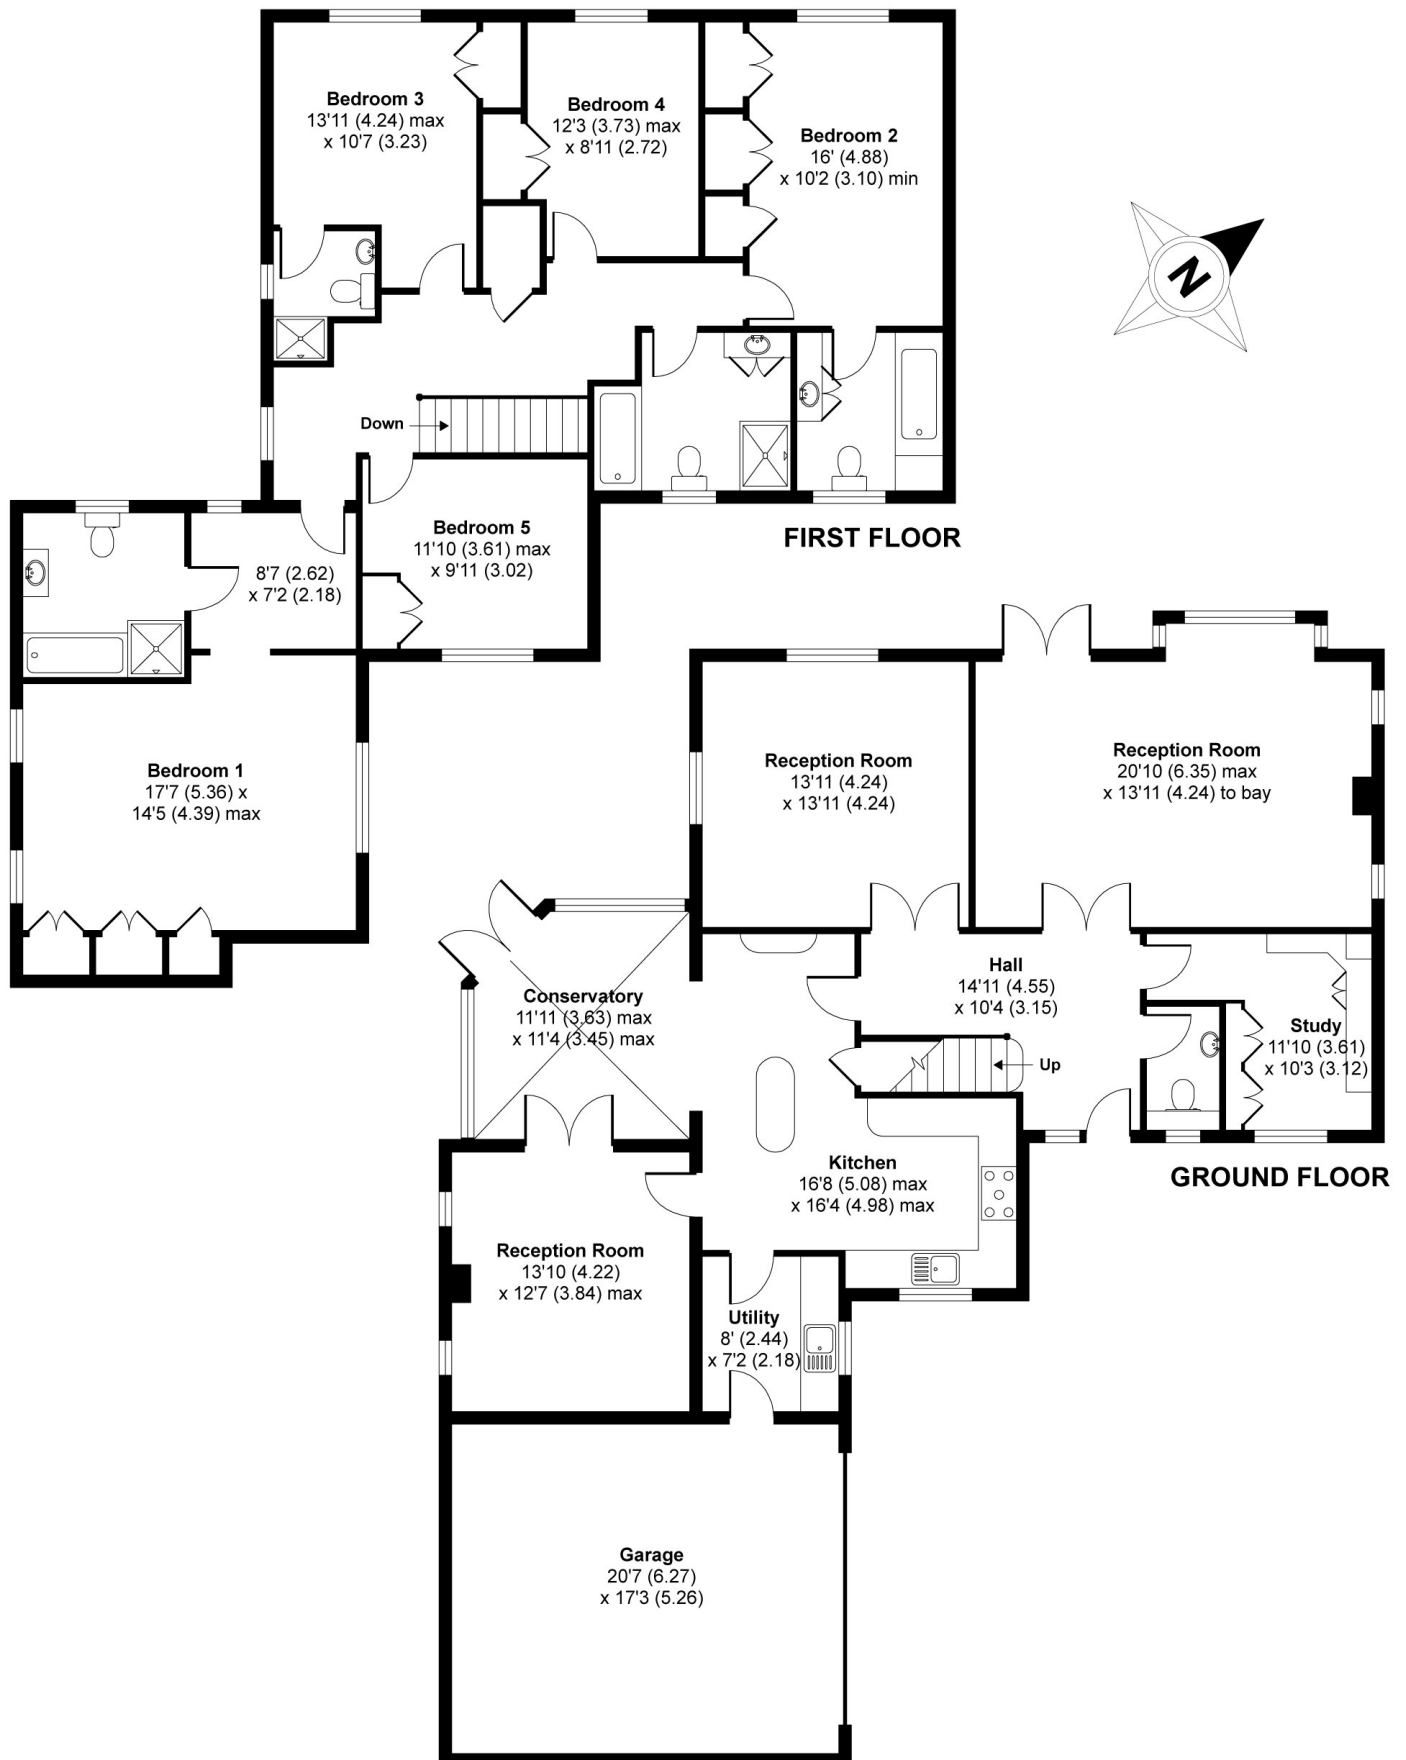 Bedroom 3
13'11 (4.24) max
x 10'7 (3.23)
Bedroom 4
12'3 (3.73) max
x 8'11 (2.72)
Bedroom 2
16' (4.88)
x 10'2 (3.10) min
N
Down
Bedroom 5
11'10 (3.61) max
x 9'11 (3.02)
FIRST FLOOR
8'7 (2.62)
x 7'2 (2.18)
Bedroom 1
17'7 (5.36) x
14'5 (4.39) max
Reception Room
13'11 (4.24)
x 13'11 (4.24)
Reception Room
20'10 (6.35) max
x 13'11 (4.24) to bay
Conservatory
11'11 (3.63) max
x 11'4 (3.45) max
Hall
14'11 (4.55)
x 10'4 (3.15)
Up
Study
11'10 (3.61)
x 10'3 (3.12)
Kitchen
16'8 (5.08) max
x 16'4 (4.98) max
GROUND FLOOR
Reception Room
13'10 (4.22)
x 12'7 (3.84) max
Utility
8' (2.44)
x 7'2 (2.18)
Garage
20'7 (6.27)
x 17'3 (5.26)